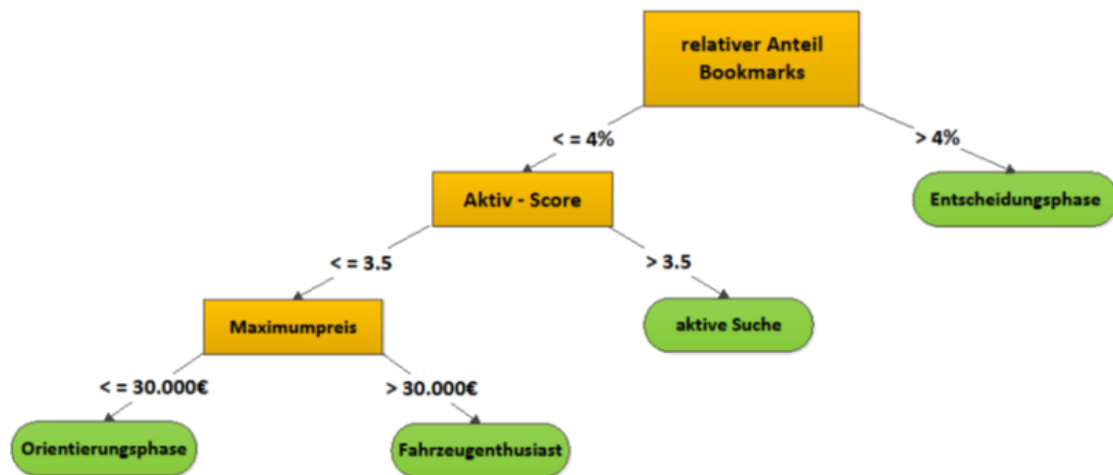 relativer Anteil
Bookmarks
< = 4%
> 4%
Aktiv - Score
Entscheidungsphase
< = 3.5
> 3.5
Maximumpreis
aktive Suche
< = 30.000€
> 30.000€
Orientierungsphase
Fahrzeugenthusiast